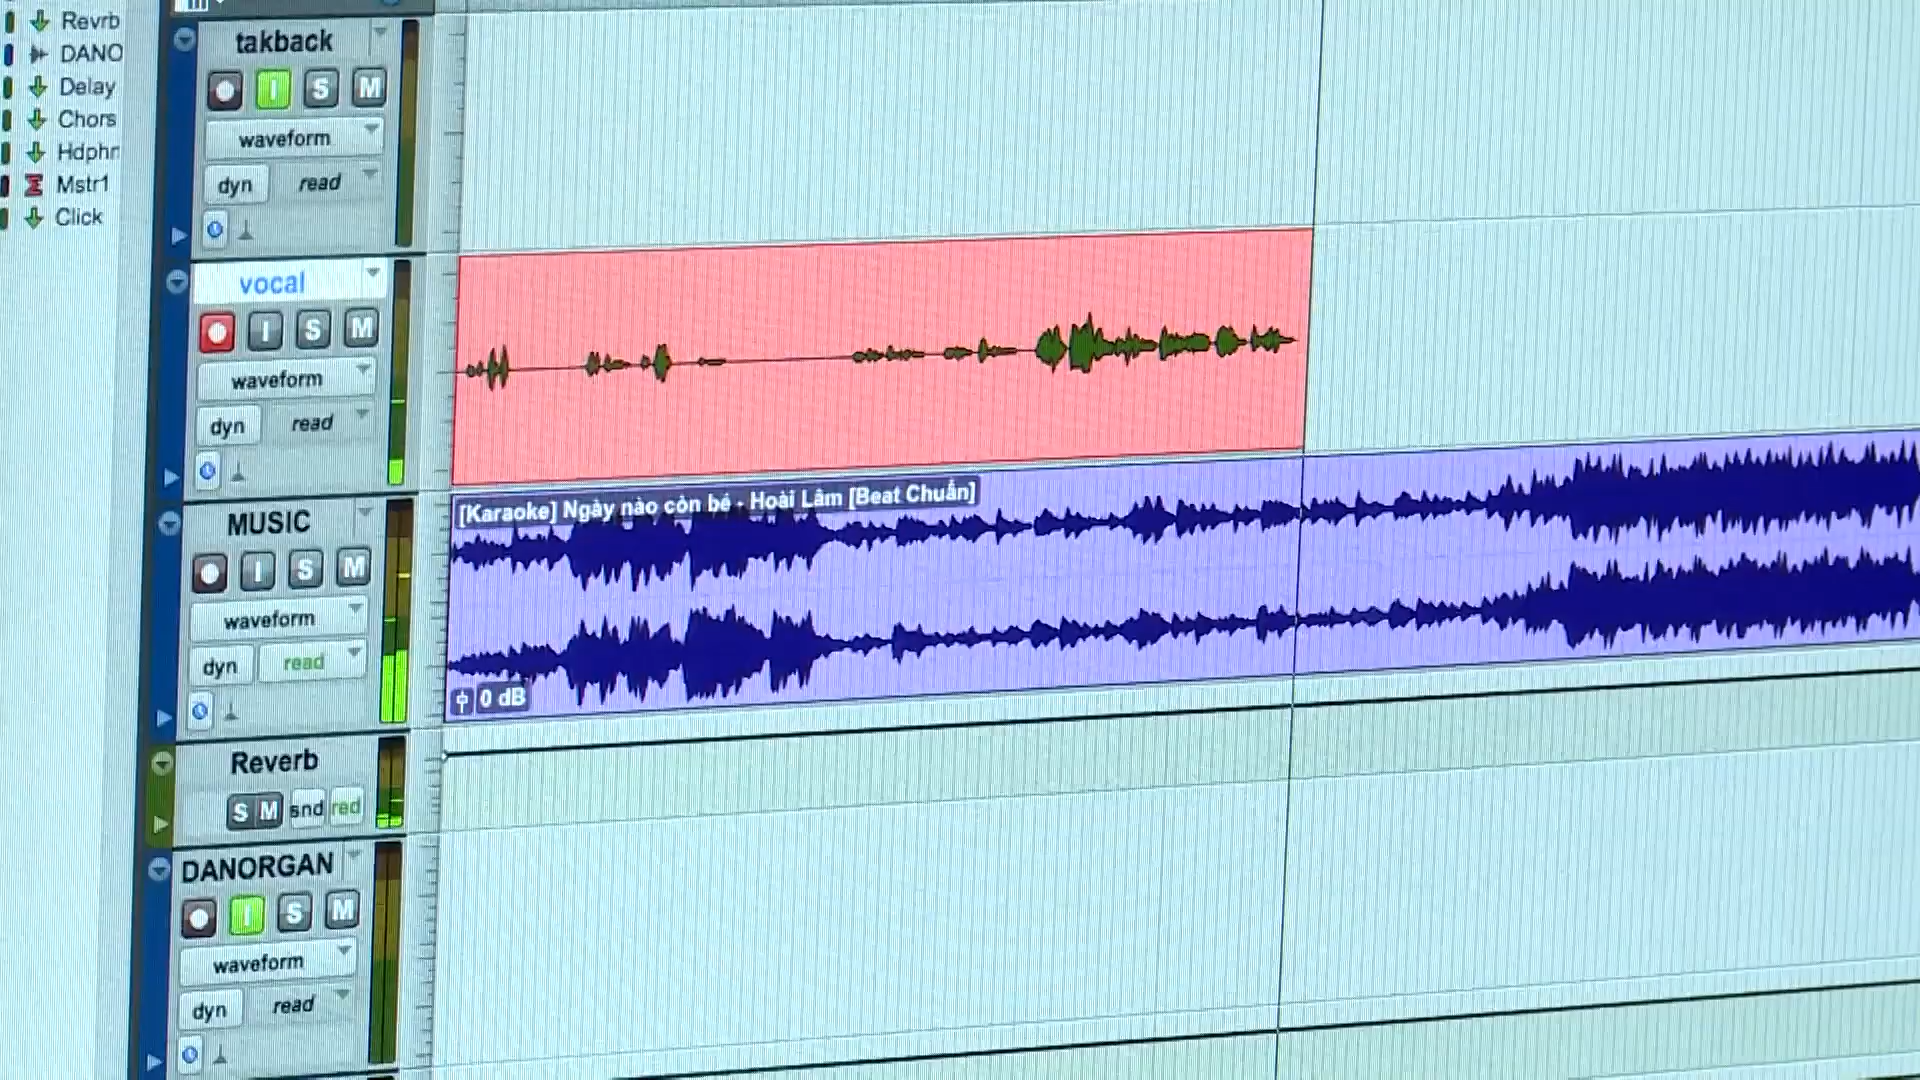 Revrb
DANO
Delay
Chors
Hdphr
Mstr1
Click
takback
I S M
waveform
dyn read
vocal
I S M
waveform
dyn read
[Karaoke] Ngày nào còn bé - Hoài Lâm [Beat Chuẩn]
MUSIC
I S M
waveform
dyn read
0 dB
Reverb
S M snd red
DANORGAN
I S M
waveform
dyn read